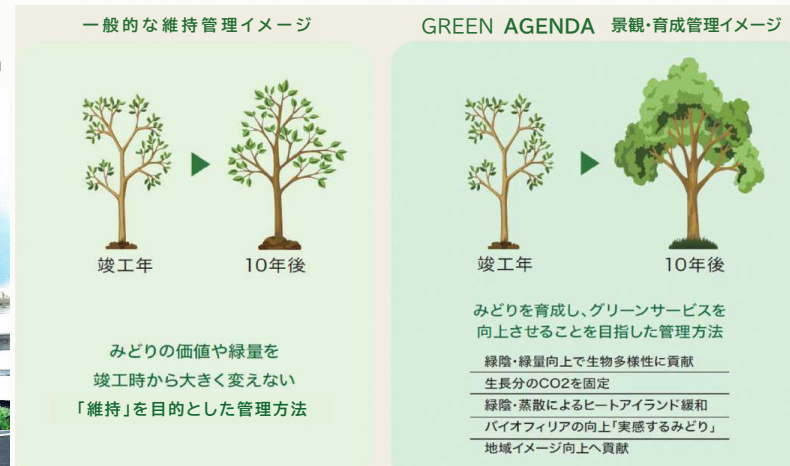 一般的な維持管理イメージ
竣工年
10年後
みどりの価値や緑量を
竣工時から大きく変えない
「維持」を目的とした管理方法
GREEN AGENDA 景観・育成管理イメージ
竣工年
10年後
みどりを育成し、グリーンサービスを
向上させることを目指した管理方法
緑陰・緑量向上で生物多様性に貢献
生長分のCO2を固定
緑陰・蒸散によるヒートアイランド緩和
バイオフィリアの向上「実感するみどり」
地域イメージ向上へ貢献